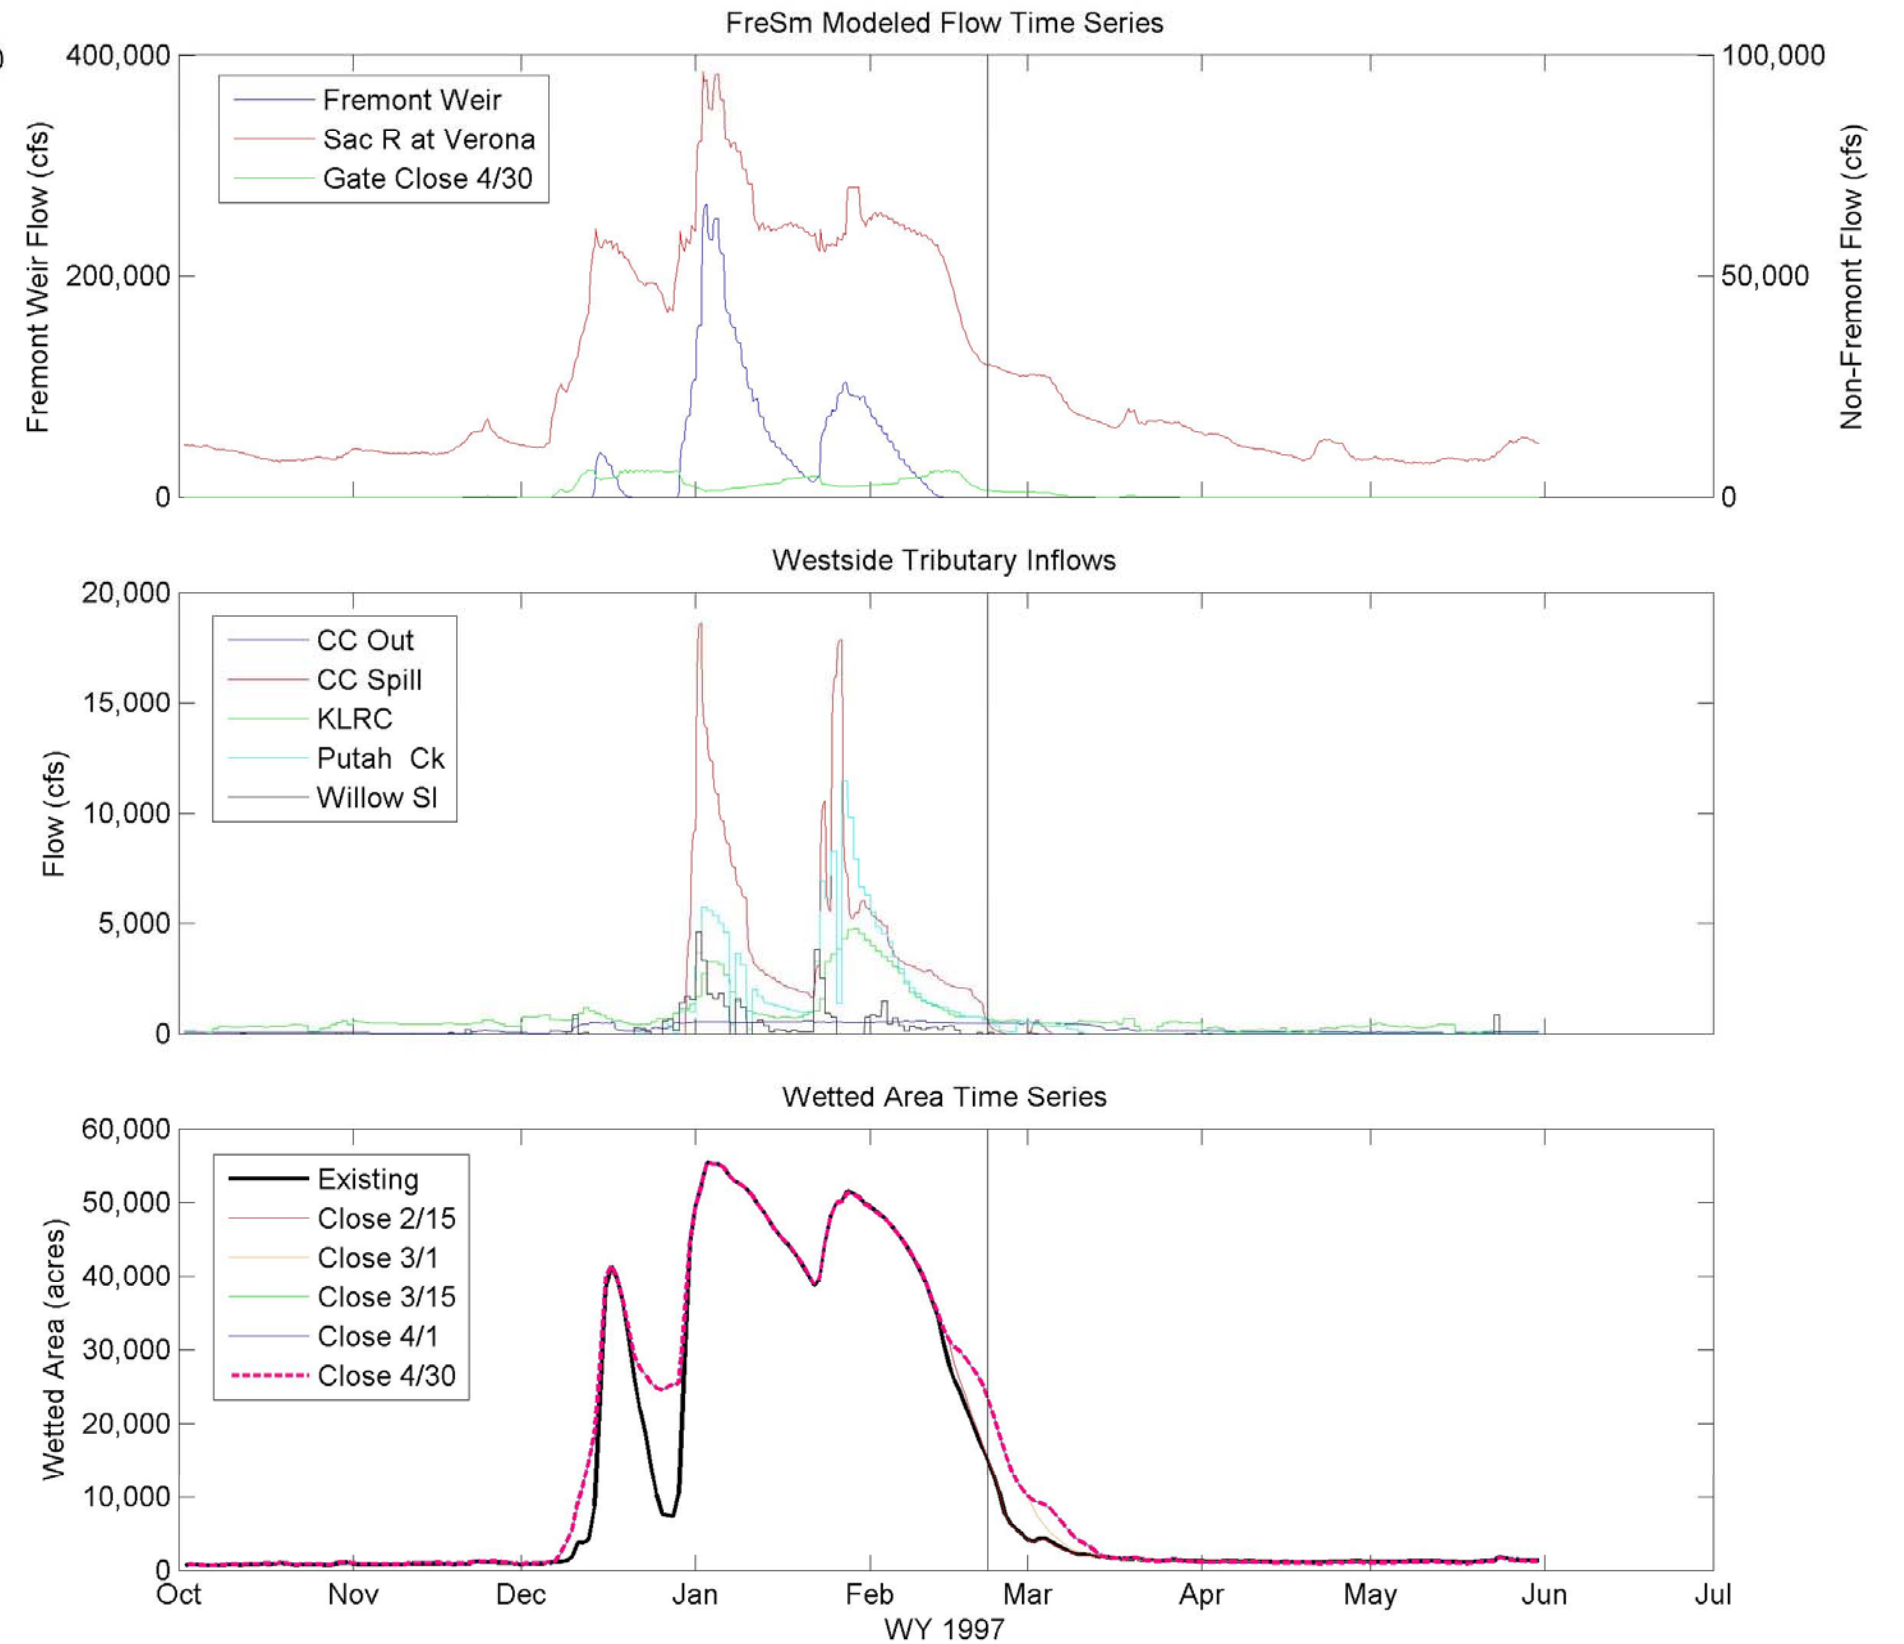 FreSm Modeled Flow Time Series
)
400,000
200,000
0
100,000
50,000
0
Fremont Weir Flow (cfs)
Non-Fremont Flow (cfs)
Fremont Weir
Sac R at Verona
Gate Close 4/30
Westside Tributary Inflows
20,000
15,000
10,000
5,000
0
Flow (cfs)
CC Out
CC Spill
KLRC
Putah Ck
Willow Sl
Wetted Area Time Series
60,000
50,000
40,000
30,000
20,000
10,000
0
Wetted Area (acres)
Existing
Close 2/15
Close 3/1
Close 3/15
Close 4/1
Close 4/30
Oct Nov Dec Jan Feb Mar Apr May Jun Jul
WY 1997